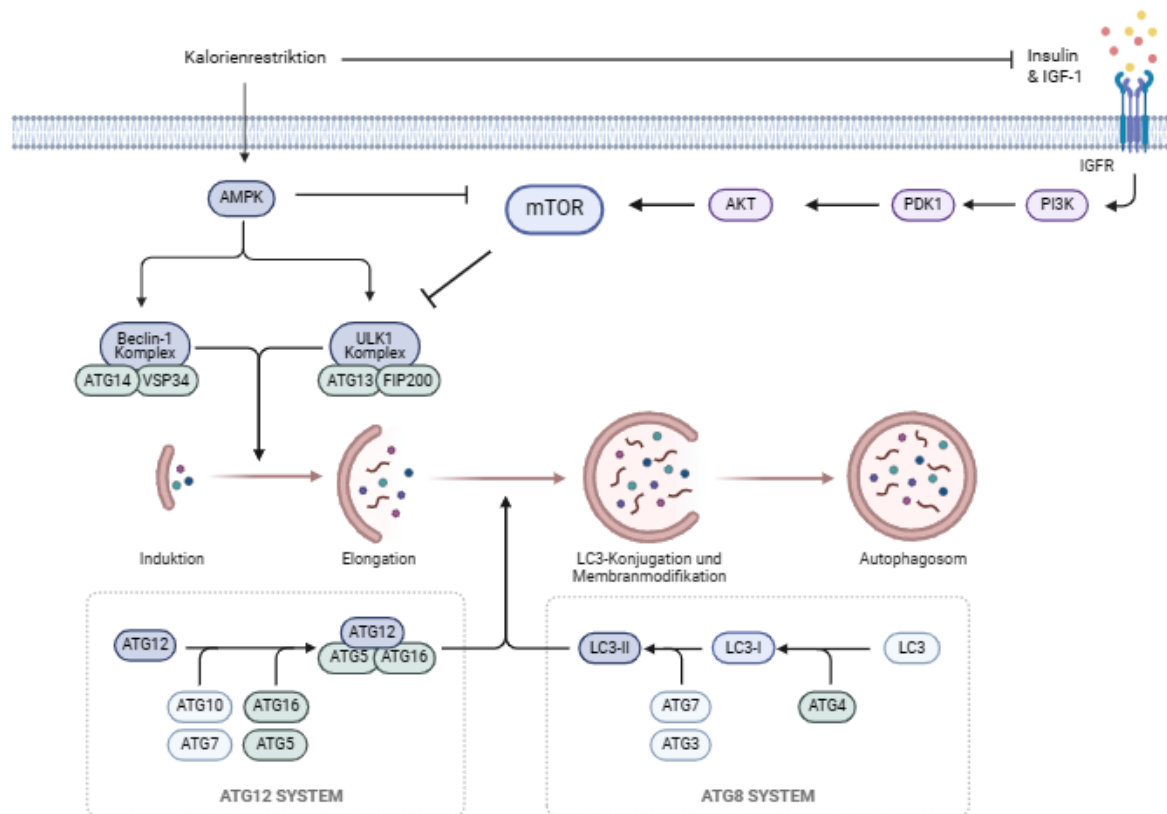 Kalorienrestriktion
Insulin
& IGF-1
IGFR
AMPK
mTOR
AKT
PDK1
PI3K
Beclin-1
Komplex
ATG14
VSP34
ULK1
Komplex
ATG13
FIP200
Induktion
Elongation
LC3-Konjugation und
Membranmodifikation
Autophagosom
ATG12
ATG12
ATG5
ATG16
ATG10
ATG7
ATG16
ATG5
ATG12 SYSTEM
LC3-II
LC3-I
LC3
ATG7
ATG3
ATG4
ATG8 SYSTEM